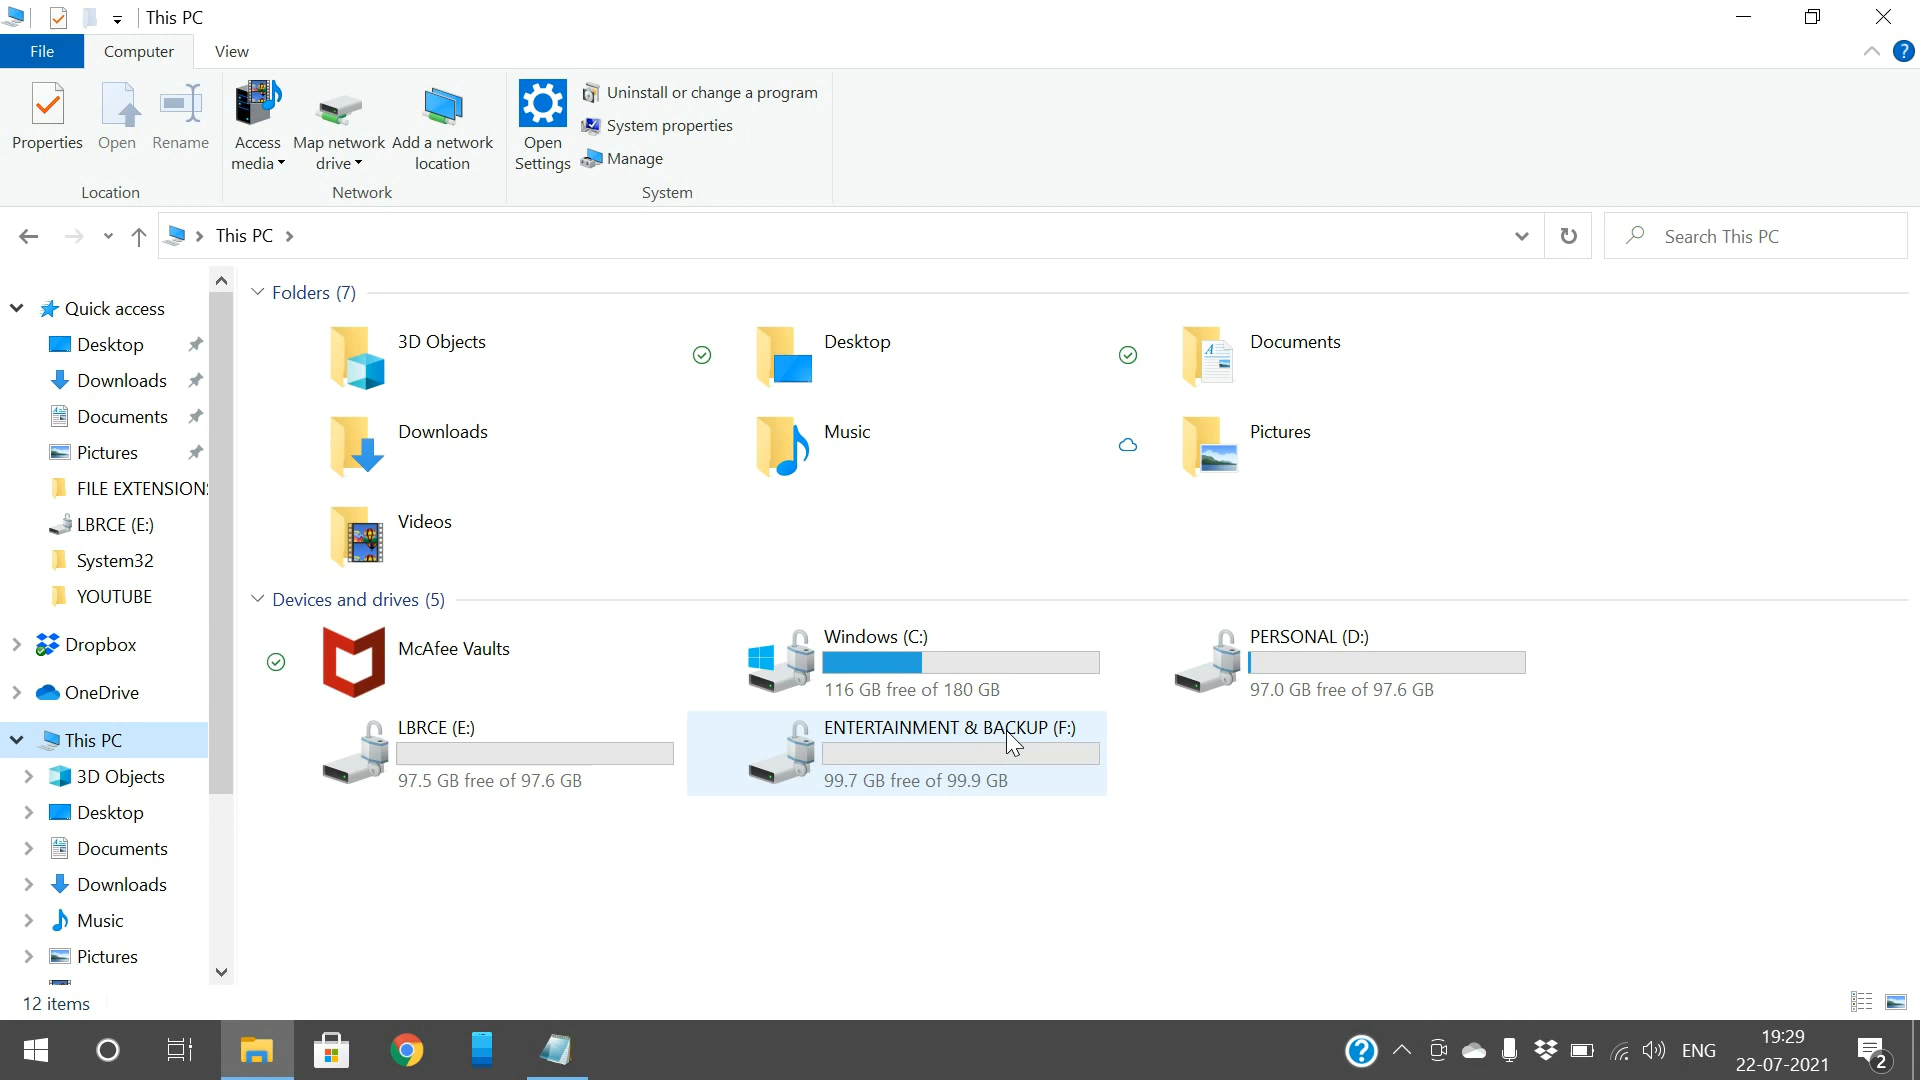 This PC
File
Computer
View
?
Properties
Open
Rename
Access
media
Map network
drive
Add a network
location
Open
Settings
Uninstall or change a program
System properties
Manage
Location
Network
System
This PC
Search This PC
Quick access
Desktop
Downloads
Documents
Pictures
FILE EXTENSION
LBRCE (E:)
System32
YOUTUBE
Dropbox
OneDrive
This PC
3D Objects
Desktop
Documents
Downloads
Music
Pictures
Folders (7)
3D Objects
Desktop
Documents
Downloads
Music
Pictures
Videos
Devices and drives (5)
McAfee Vaults
Windows (C:)
116 GB free of 180 GB
PERSONAL (D:)
97.0 GB free of 97.6 GB
LBRCE (E:)
97.5 GB free of 97.6 GB
ENTERTAINMENT & BACKUP (F:)
99.7 GB free of 99.9 GB
12 items
?
ENG
19:29
22-07-2021
2